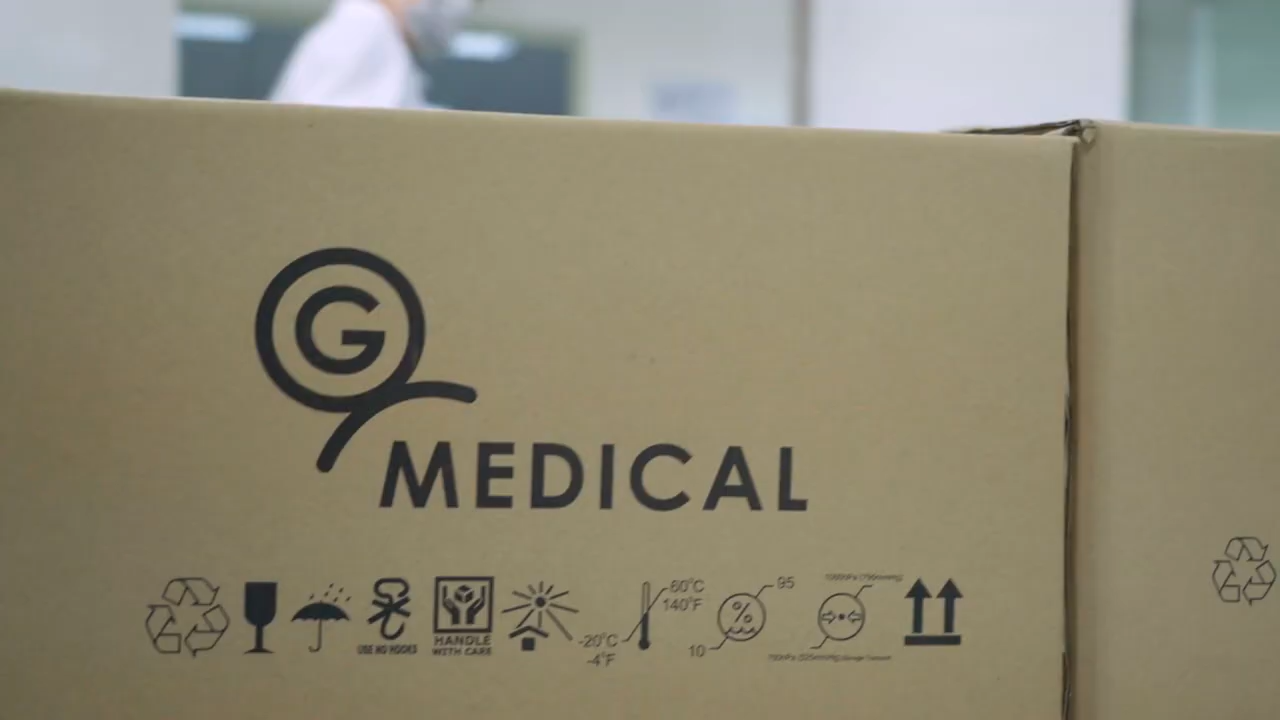 G
MEDICAL
USE NO HOOKS
HANDLE
WITH CARE
-20°C
-4°F
60°C
140°F
%
10
95